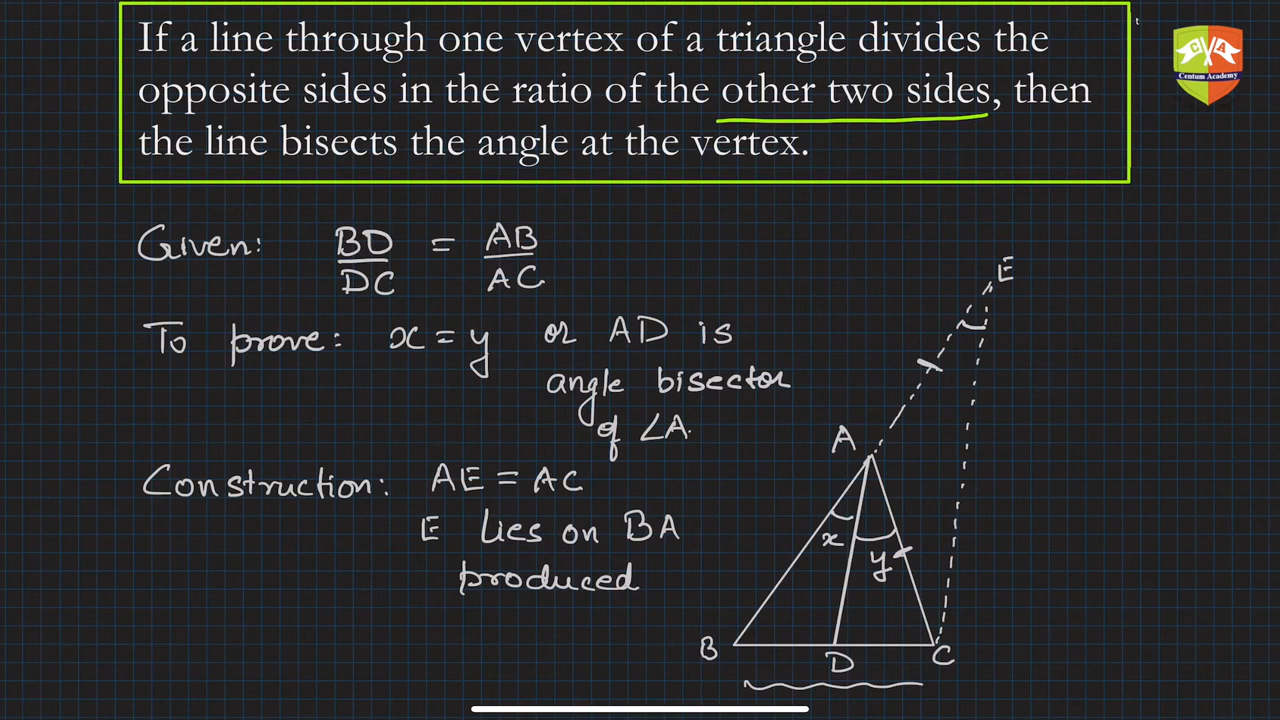 If a line through one vertex of a triangle divides the
opposite sides in the ratio of the other two sides, then
the line bisects the angle at the vertex.
C A
Centum Academy
Given: BD/DC = AB/AC
To prove: x = y or AD is
angle bisector
of ∠A.
Construction: AE = AC
E lies on BA
produced
E
A
x
y
B
D
C